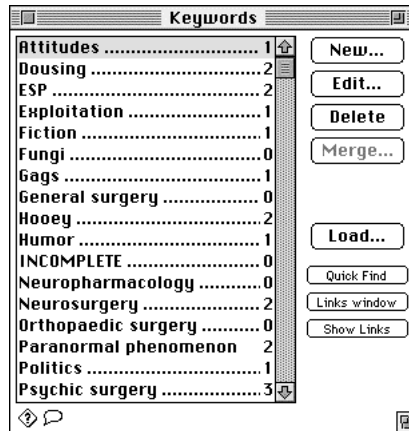 Keywords
Attitudes ........................ 1
Dousing .......................... 2
ESP ................................. 2
Exploitation ..................... 1
Fiction ............................. 1
Fungi ............................... 0
Gags ................................ 1
General surgery .............. 0
Hooey .............................. 2
Humor .............................. 1
INCOMPLETE .................... 0
Neuropharmacology .......... 0
Neurosurgery .................. 2
Orthopaedic surgery ........ 0
Paranormal phenomenon 2
Politics ............................ 1
Psychic surgery ................ 3
New...
Edit...
Delete
Merge...
Load...
Quick Find
Links window
Show Links
?